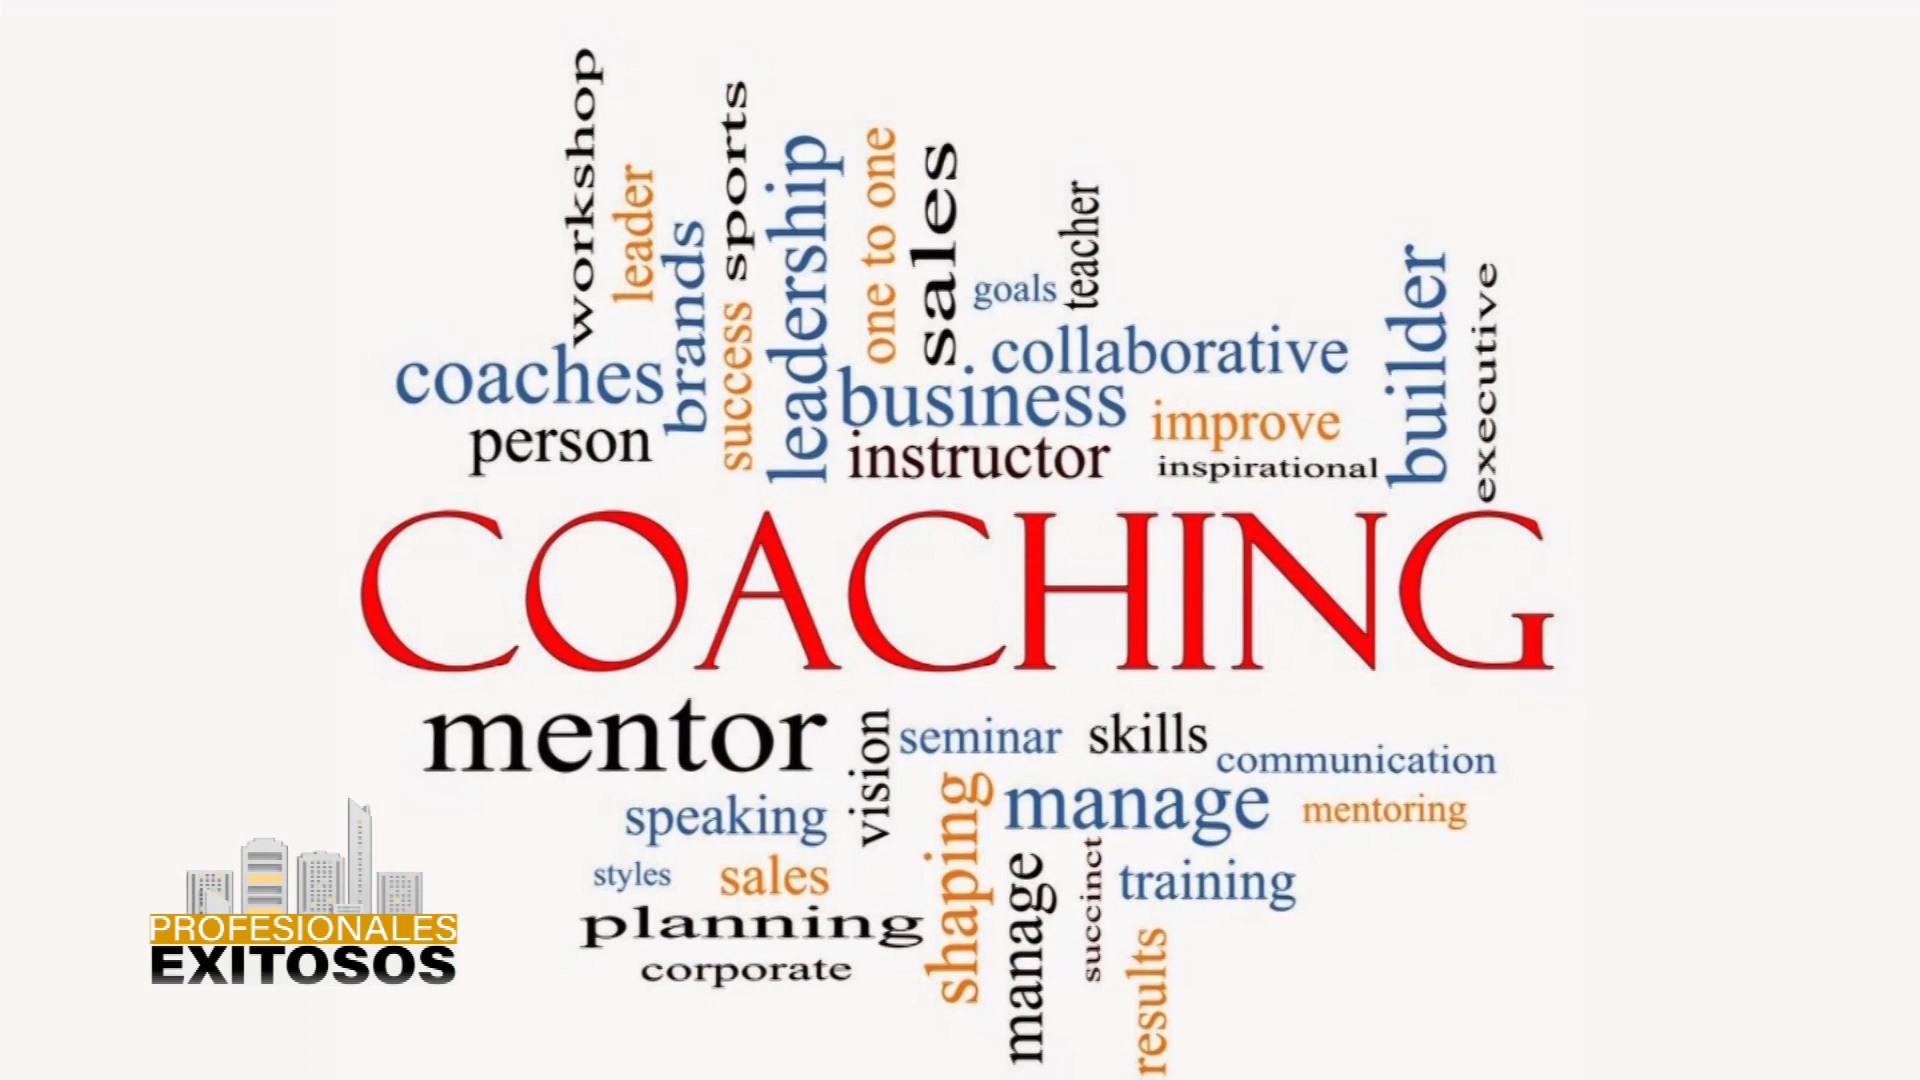 workshop
leader
brands
sports
success
leadership
one to one
sales
goals
teacher
collaborative
coaches
business
improve
builder
executive
person
instructor
inspirational
COACHING
mentor
vision
seminar
skills
communication
speaking
shaping
manage
mentoring
styles
sales
manage
succinct
training
planning
corporate
results
PROFESIONALES
EXITOSOS